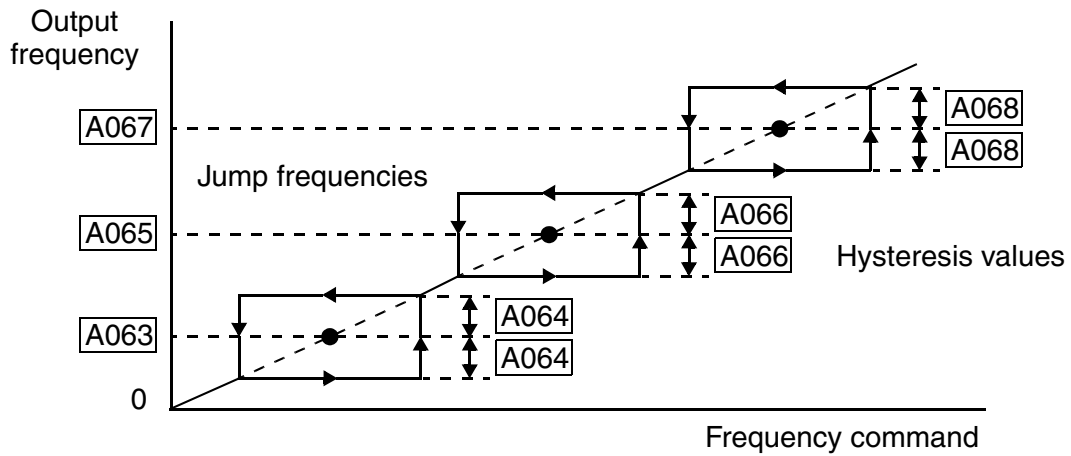 Output
frequency
A067
A068
A068
Jump frequencies
A065
A066
A066
Hysteresis values
A063
A064
A064
0
Frequency command